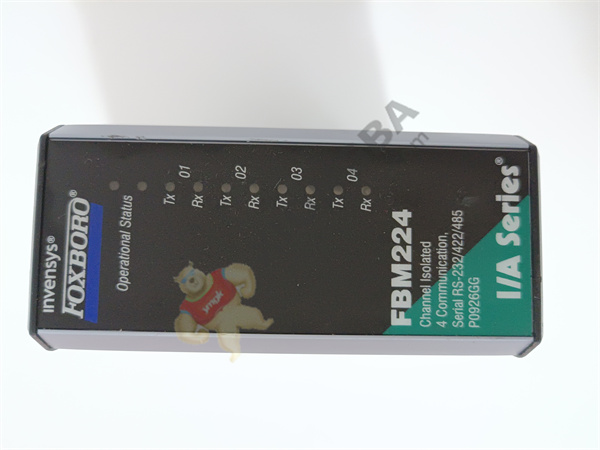 invensys®
FOXBORO®
Operational Status
01
Tx
Rx
02
Tx
Rx
03
Tx
Rx
04
Tx
Rx
FBM224
Channel Isolated
4 Communication,
Serial RS-232/422/485
P0926GG
I/A Series®